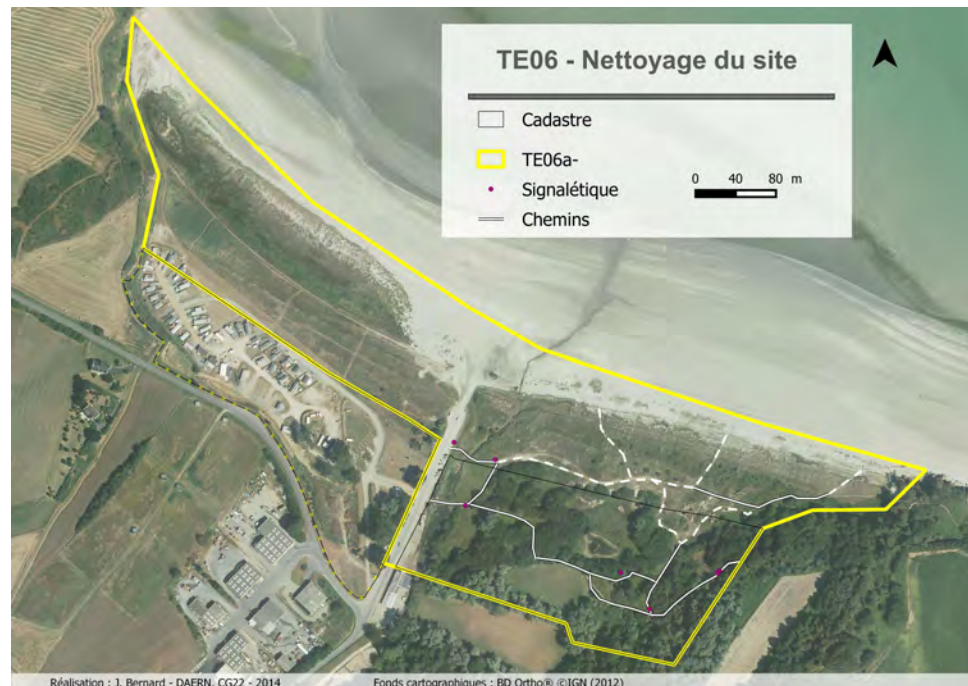 TE06 - Nettoyage du site
Cadastre
TE06a-
Signalétique
Chemins
0 40 80 m
Réalisation : J. Bernard - DAERN, CG22 - 2014
Fonds cartographiques : BD Ortho® ©IGN (2012)